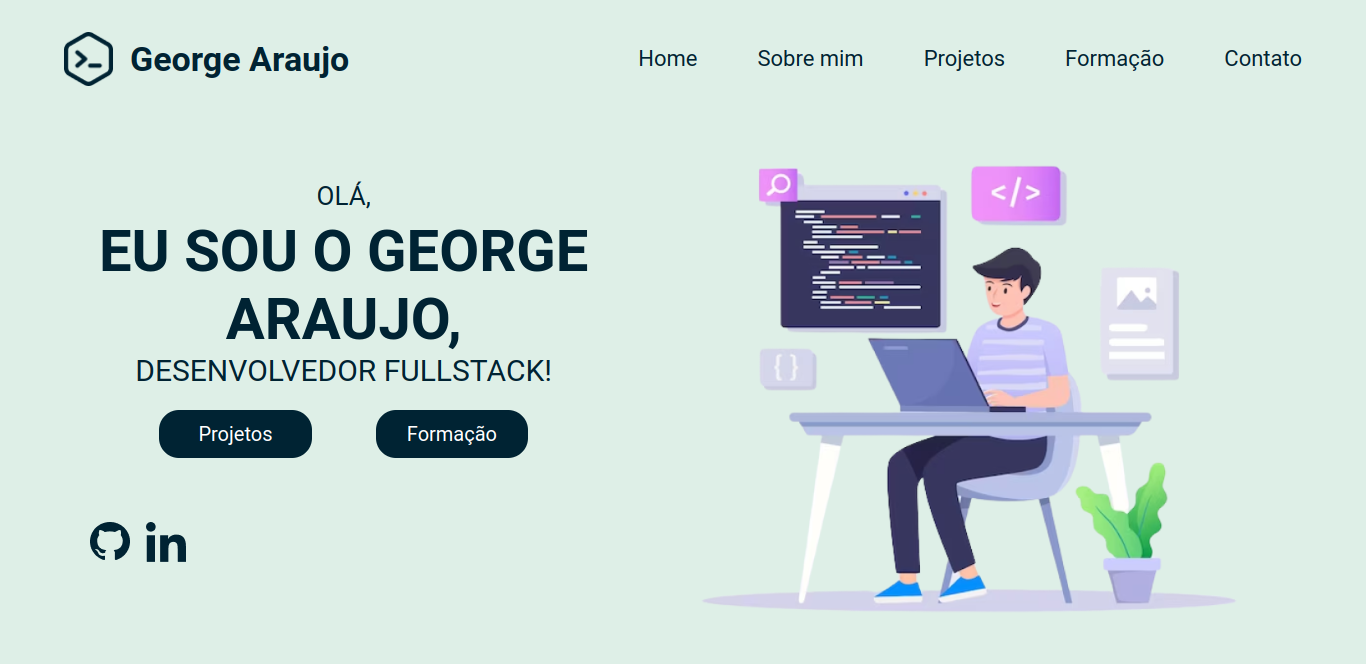 George Araujo
Home Sobre mim Projetos Formação Contato
OLÁ,
EU SOU O GEORGE
ARAUJO,
DESENVOLVEDOR FULLSTACK!
Projetos Formação
in
</>
{}